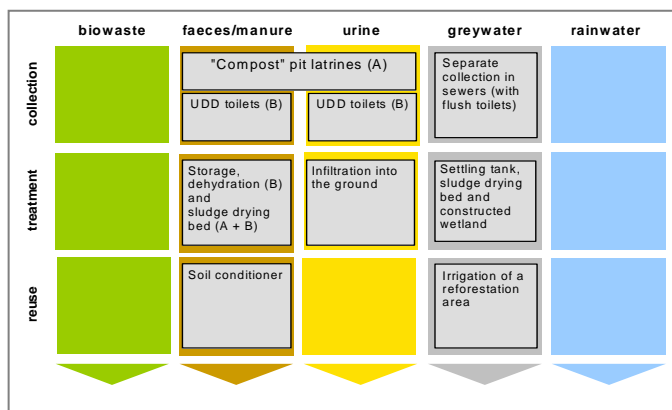 biowaste faeces/manure urine greywater rainwater
collection
"Compost" pit latrines (A)
UDD toilets (B)
UDD toilets (B)
Separate
collection in
sewers (with
flush toilets)
treatment
Storage,
dehydration (B)
and
sludge drying
bed (A + B)
Infiltration into
the ground
Settling tank,
sludge drying
bed and
constructed
wetland
reuse
Soil conditioner
Irrigation of a
reforestation
area